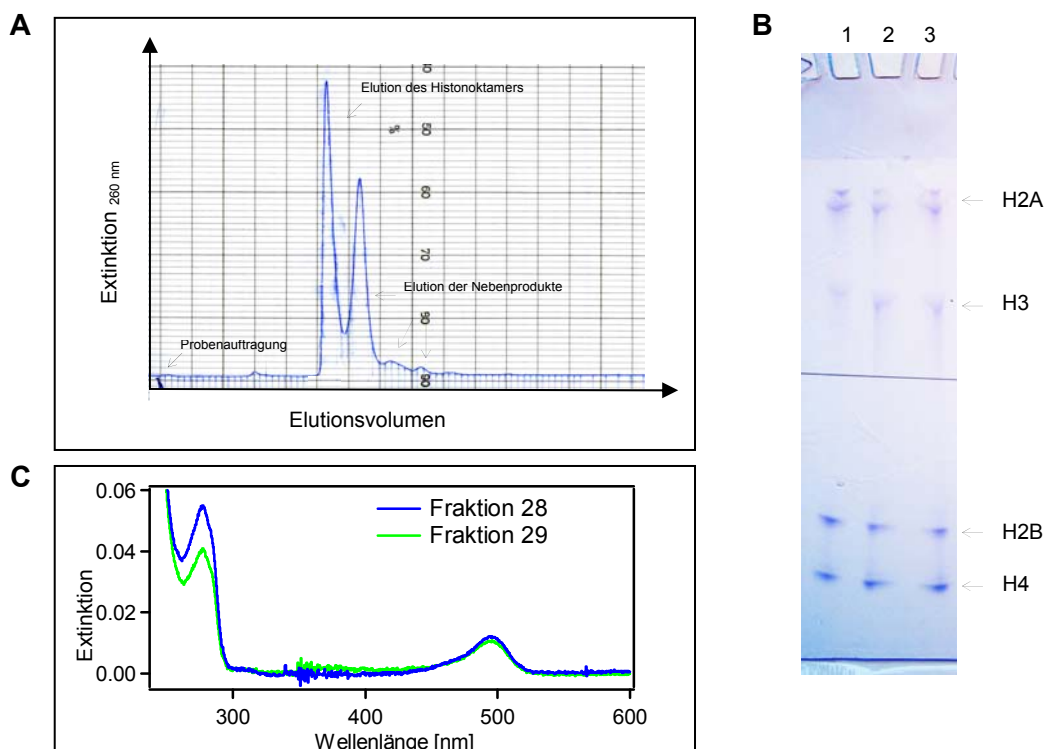 A
Extinktion 260 nm
Elution des Histonoktamers
%
50
60
70
Elution der Nebenprodukte
90
90
Probenauftragung
Elutionsvolumen
B
1 2 3
H2A
H3
H2B
H4
C
0.06
0.04
0.02
0.00
Extinktion
Fraktion 28
Fraktion 29
300 400 500 600
Wellenlänge [nm]